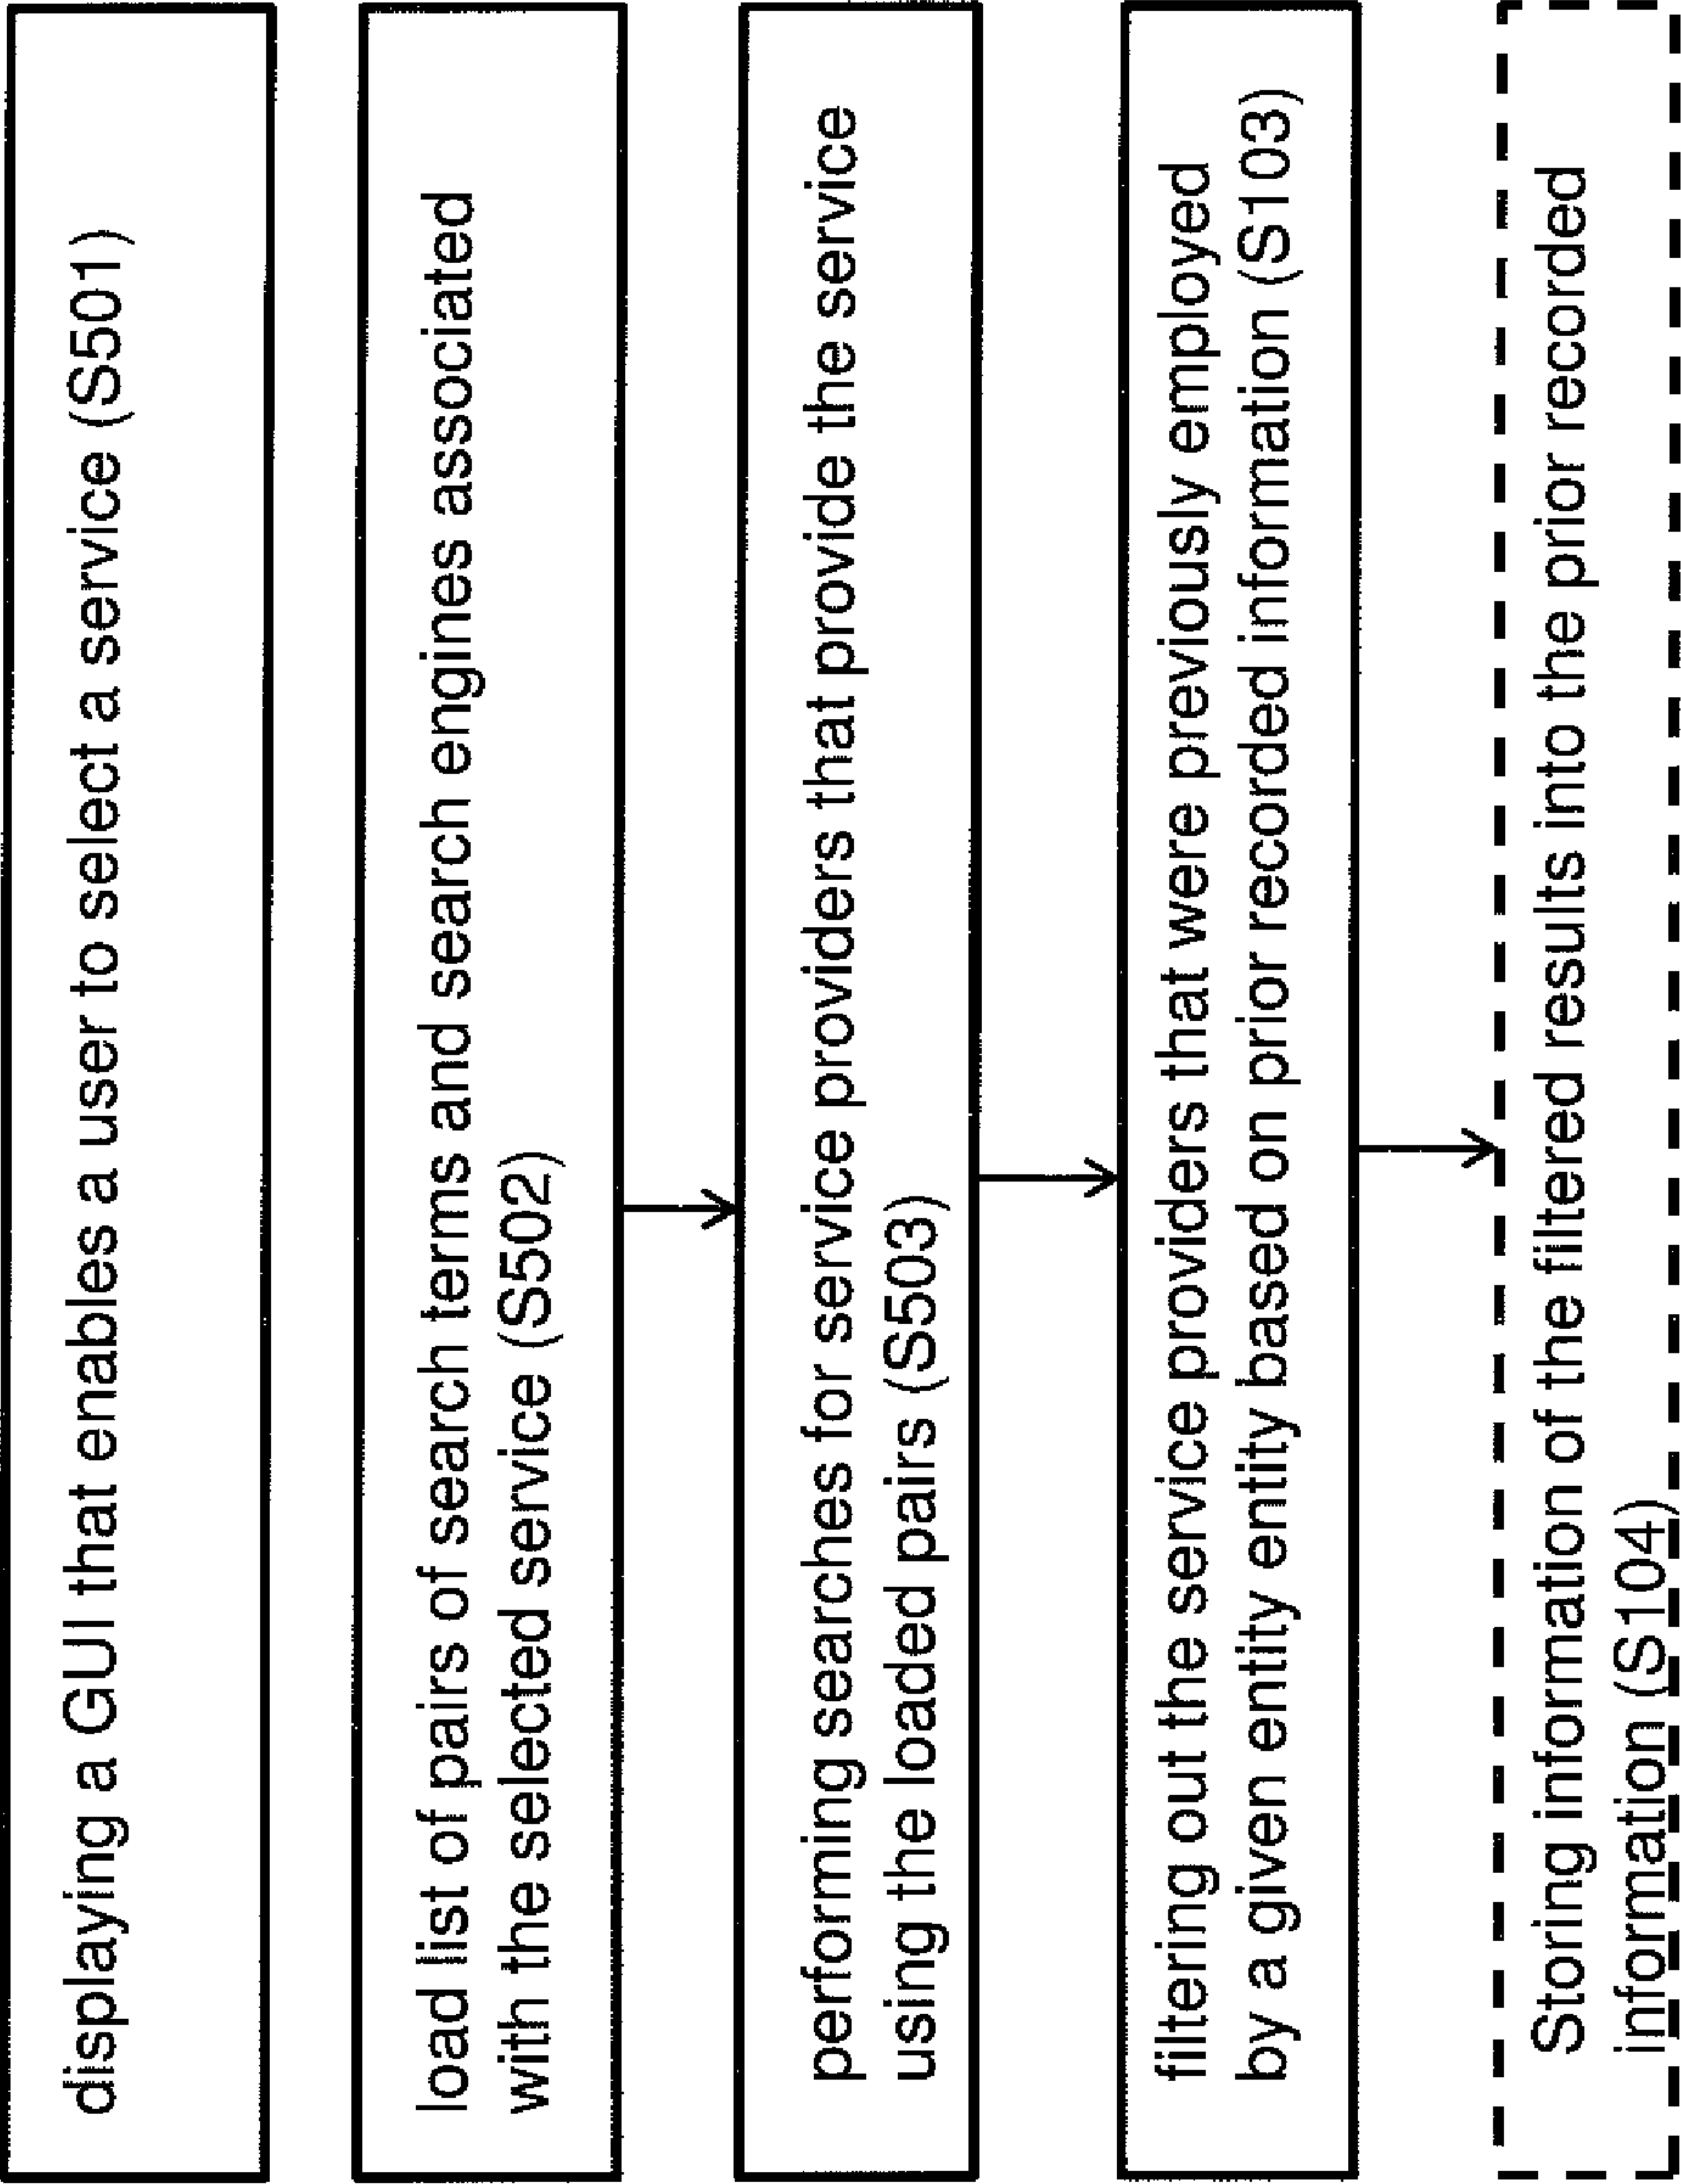 displaying a GUI that enables a user to select a service (S501)
load list of pairs of search terms and search engines associated
with the selected service (S502)
performing searches for service providers that provide the service
using the loaded pairs (S503)
filtering out the service providers that were previously employed
by a given entity entity based on prior recorded information (S103)
Storing information of the filtered results into the prior recorded
information (S104)